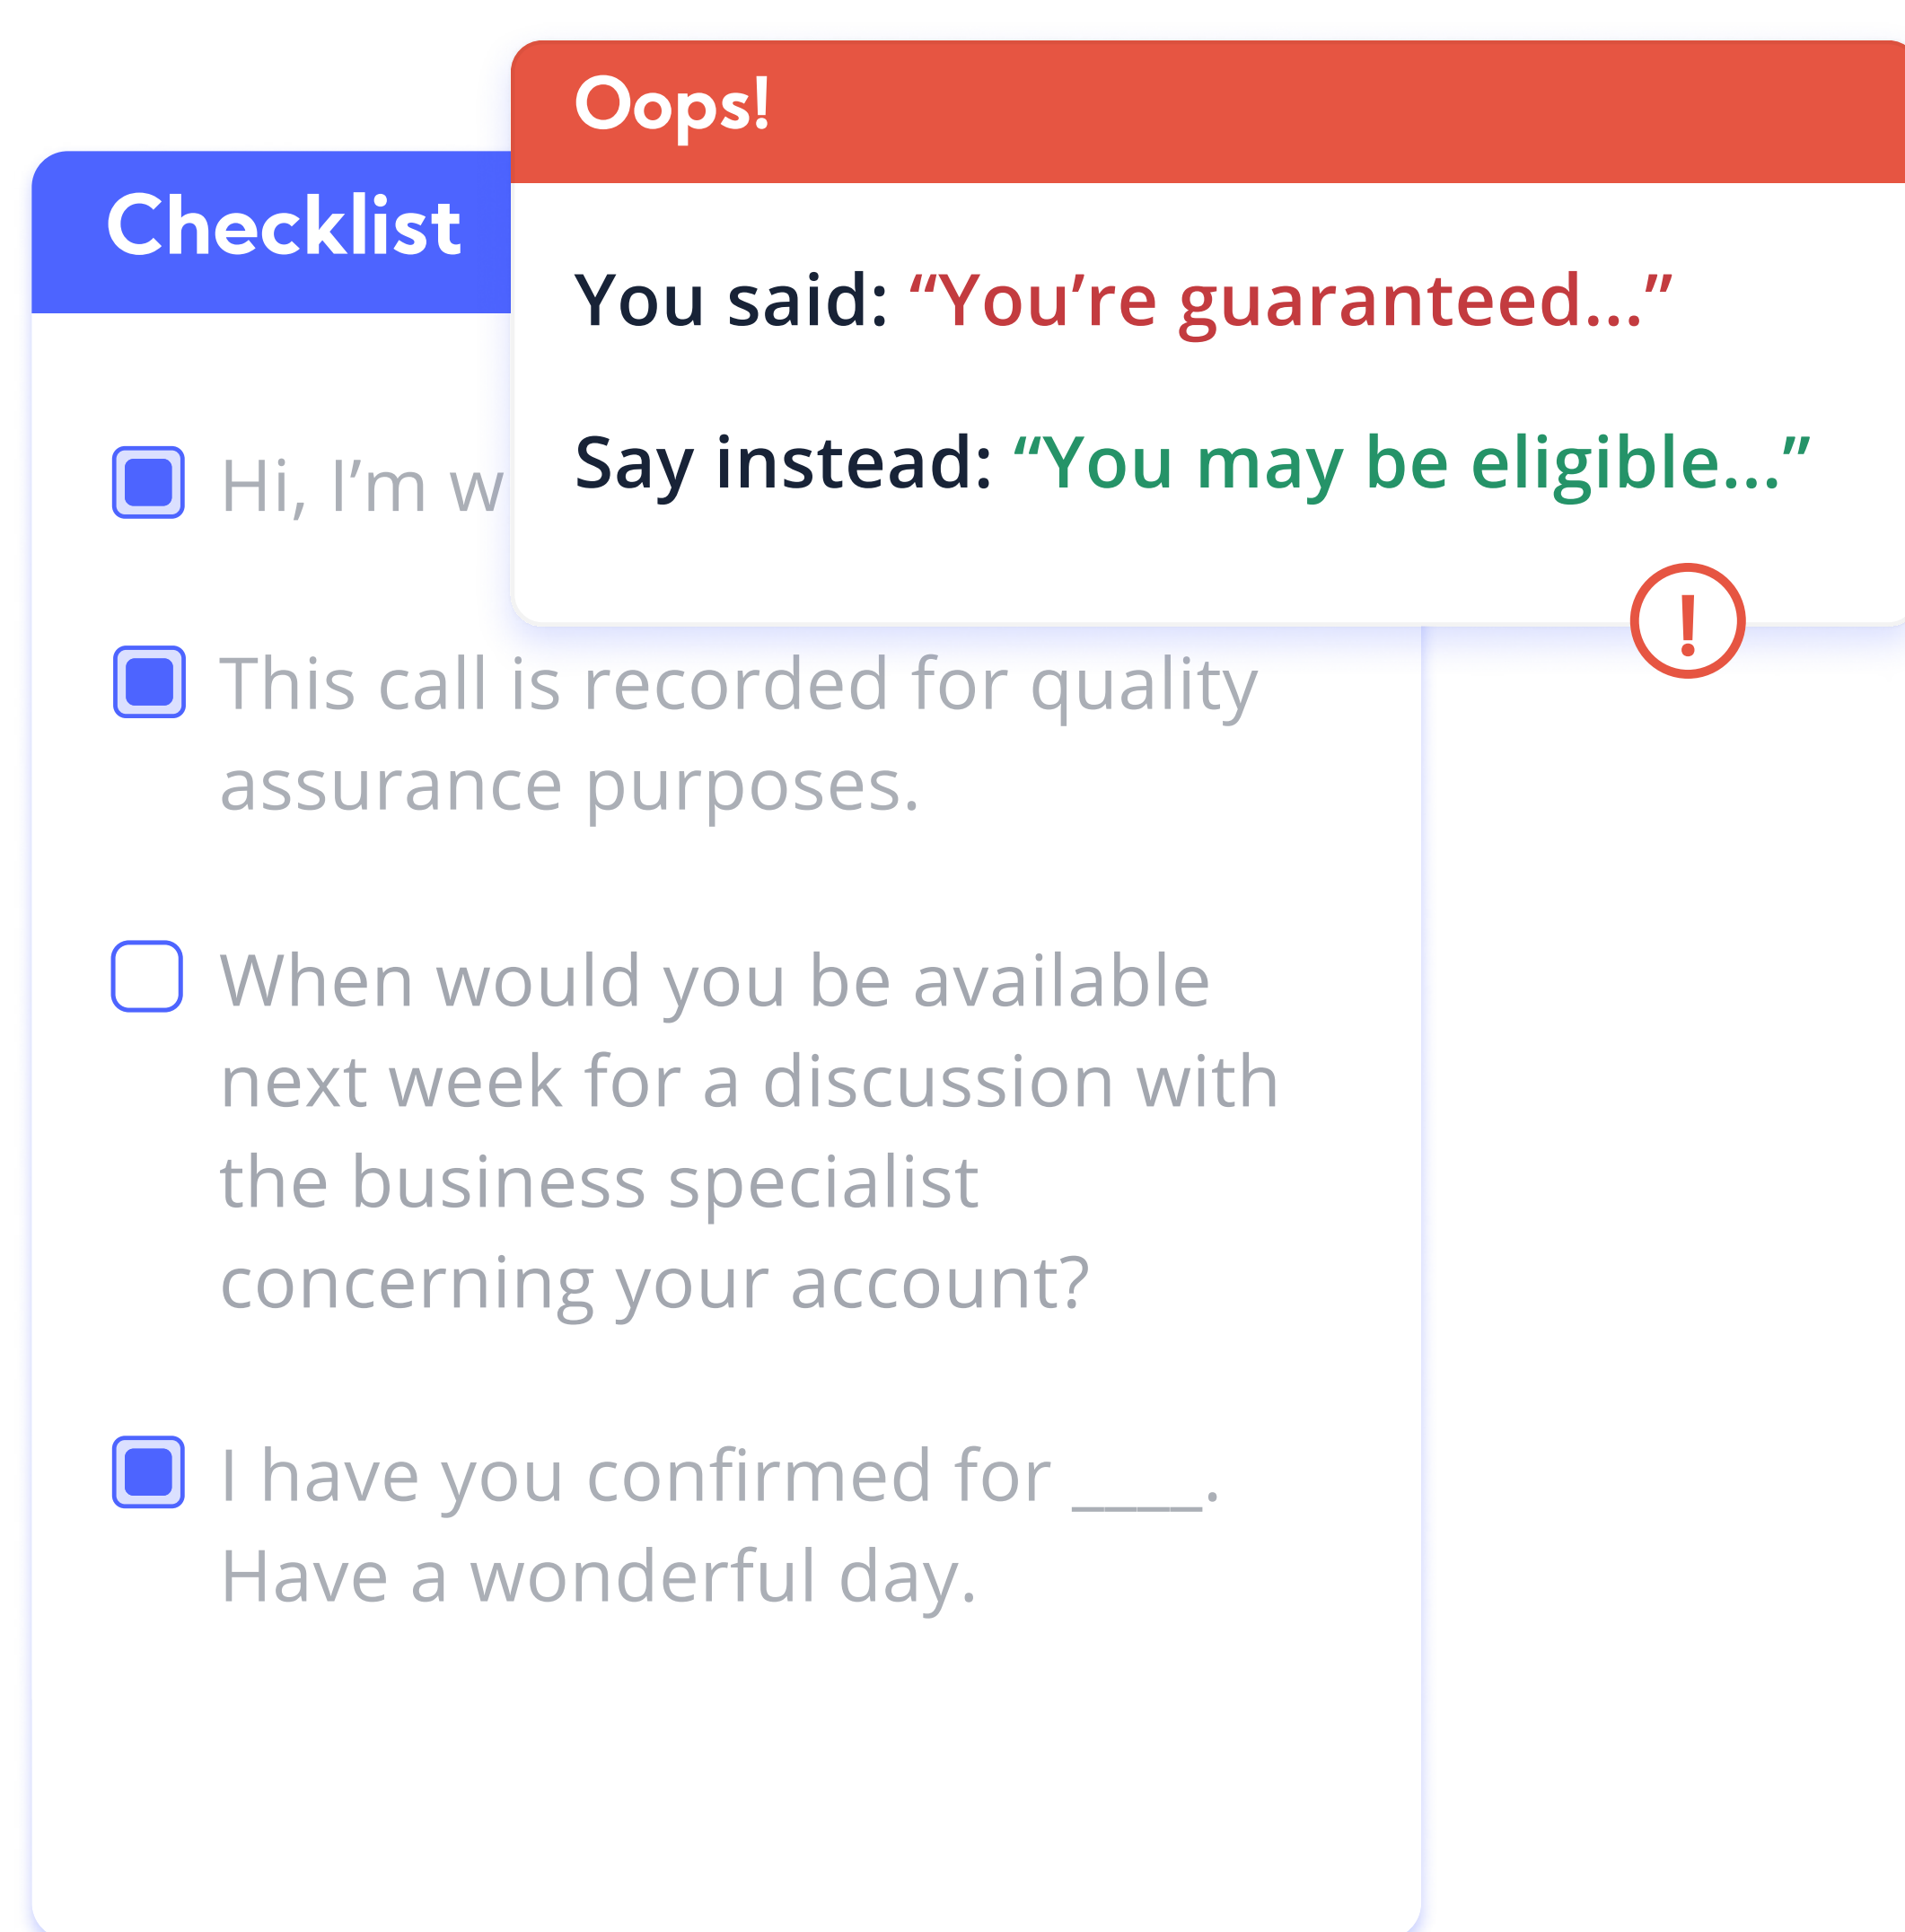 Oops!
You said: “You’re guaranteed...”
Say instead: “You may be eligible...”
!
Checklist
Hi, I’m
This call is recorded for quality
assurance purposes.
When would you be available
next week for a discussion with
the business specialist
concerning your account?
I have you confirmed for ____.
Have a wonderful day.